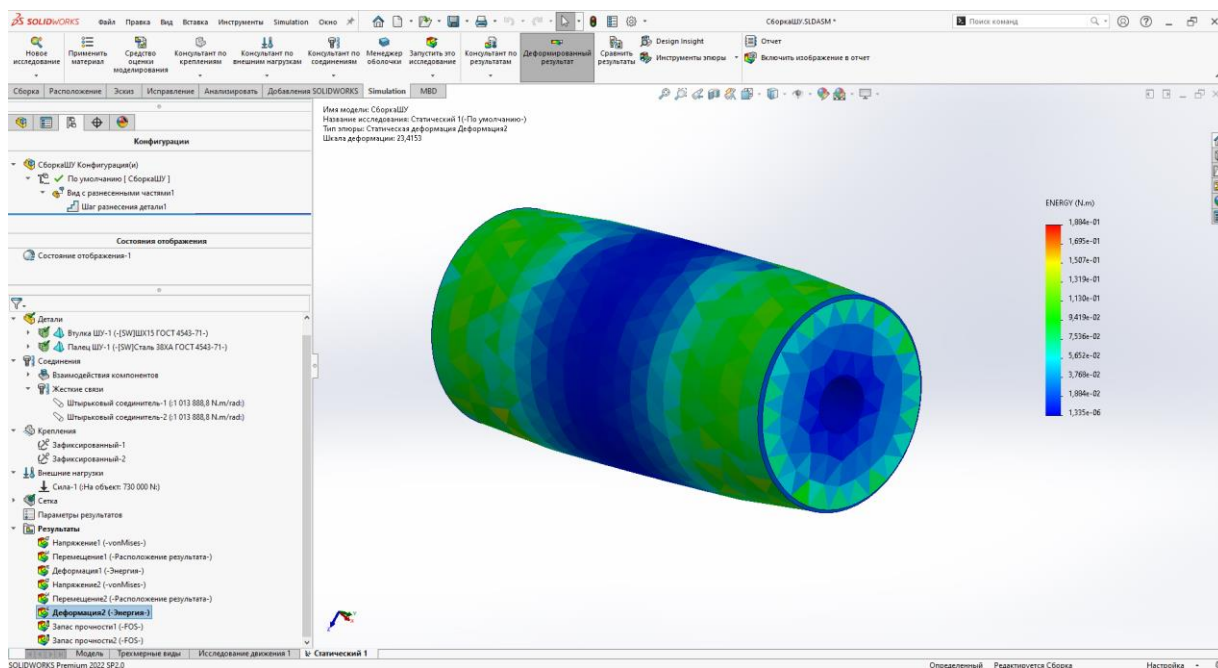 SOLIDWORKS Файл Правка Вид Вставка Инструменты Simulation Окно СборкаШУ.SLDASM * Поиск команд
Новое исследование Применить материал Средство оценки моделирования Консультант по креплениям Консультант по внешним нагрузкам Консультант по соединениям Менеджер оболочки Запустить это исследование Консультант по результатам Деформированный результат Сравнить результаты Design Insight Инструменты эпюры Отчет Включить изображение в отчет
Сборка Расположение Эскиз Исправление Анализировать Добавления SOLIDWORKS Simulation MBD
Имя модели: СборкаШУ
Название исследования: Статический 1(-По умолчанию-)
Тип эпюры: Статическая деформация Деформация2
Шкала деформации: 23,4153
Конфигурации
СборкаШУ Конфигурация(и)
По умолчанию [ СборкаШУ ]
Вид с разнесенными частями1
Шаг разнесения детали1
Состояния отображения
Состояние отображения-1
Детали
Втулка ШУ-1 (-[SW]ШХ15 ГОСТ 4543-71-)
Палец ШУ-1 (-[SW]Сталь 38ХА ГОСТ 4543-71-)
Соединения
Взаимодействия компонентов
Жесткие связи
Штырьковый соединитель-1 (:1 013 888,8 N.m/rad:)
Штырьковый соединитель-2 (:1 013 888,8 N.m/rad:)
Крепления
Зафиксированный-1
Зафиксированный-2
Внешние нагрузки
Сила-1 (:На объект: 730 000 N:)
Сетка
Параметры результатов
Результаты
Напряжение1 (-vonMises-)
Перемещение1 (-Расположение результата-)
Деформация1 (-Энергия-)
Напряжение2 (-vonMises-)
Перемещение2 (-Расположение результата-)
Деформация2 (-Энергия-)
Запас прочности1 (-FOS-)
Запас прочности2 (-FOS-)
ENERGY (N.m)
1,884e-01
1,695e-01
1,507e-01
1,319e-01
1,130e-01
9,419e-02
7,536e-02
5,652e-02
3,768e-02
1,884e-02
1,335e-06
Модель Трехмерные виды Исследование движения 1 Статический 1
SOLIDWORKS Premium 2022 SP2.0 Определенный Редактируется Сборка Настройка